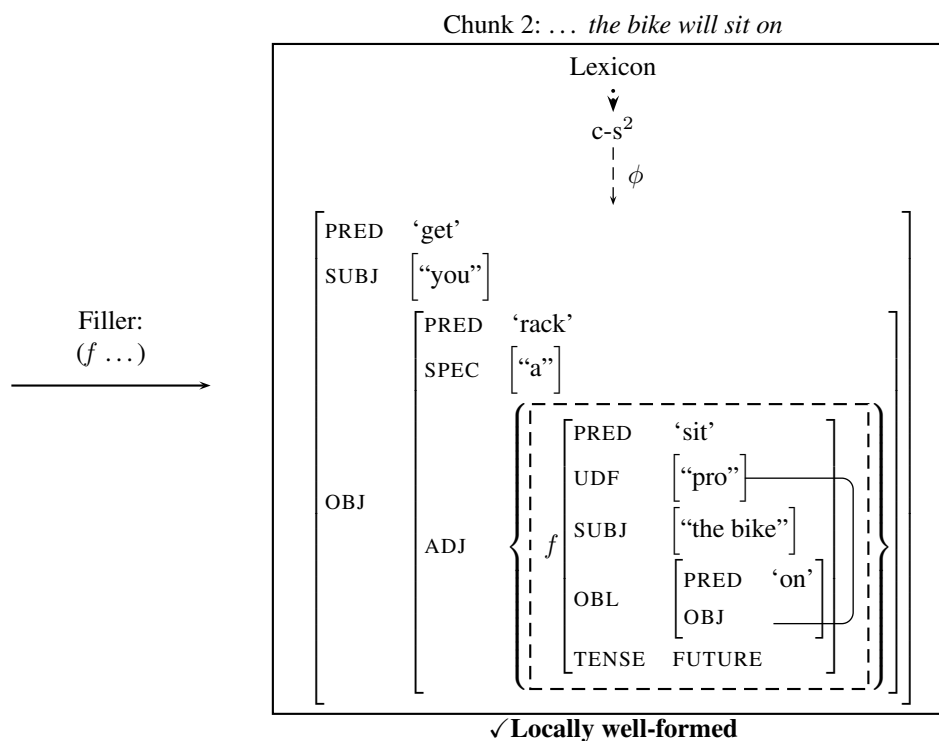 Chunk 2: … the bike will sit on
Lexicon
c-s²
ϕ
PRED ‘get’
SUBJ [“you”]
Filler:
(f …)
PRED ‘rack’
SPEC [“a”]
PRED ‘sit’
UDF [“pro”]
OBJ
SUBJ [“the bike”]
ADJ
f
PRED ‘on’
OBL
OBJ
TENSE FUTURE
✓Locally well-formed